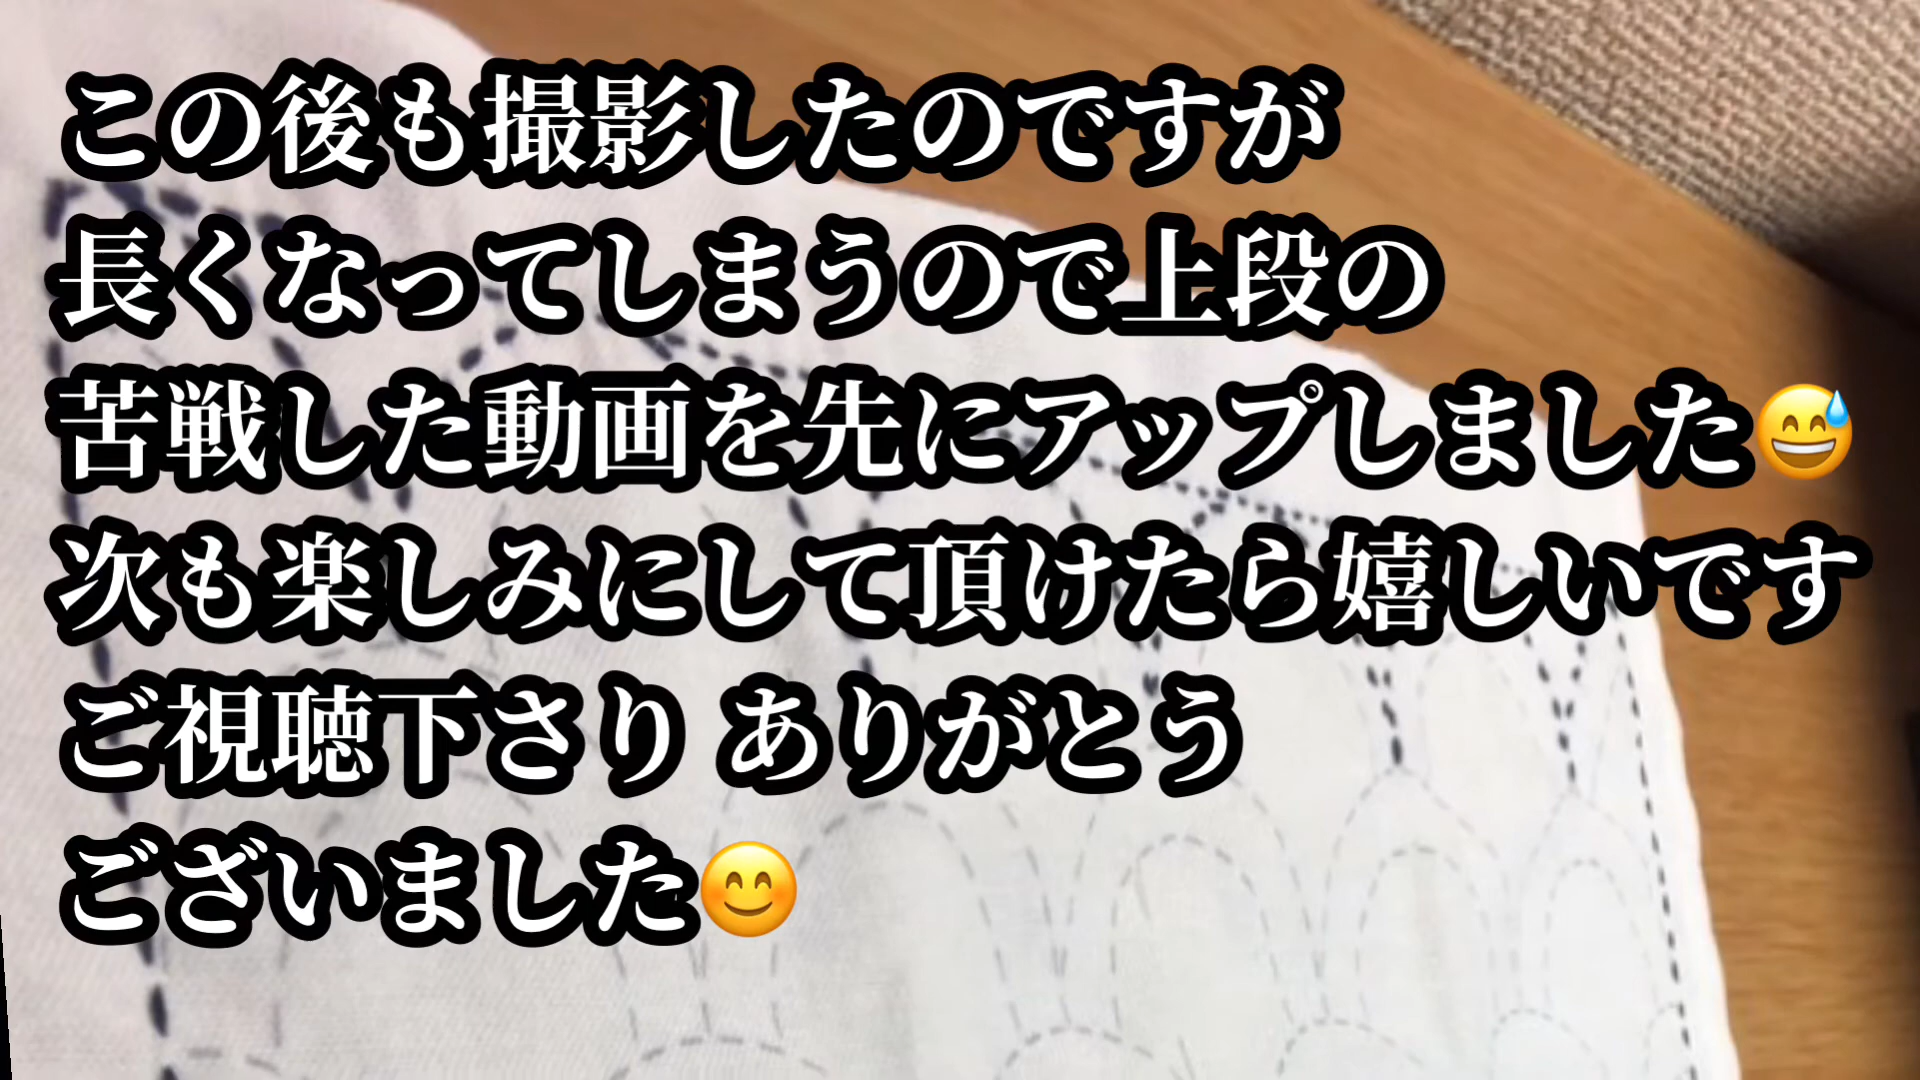 この後も撮影したのですが
長くなってしまうので上段の
苦戦した動画を先にアップしました😅
次も楽しみにして頂けたら嬉しいです
ご視聴下さり ありがとう
ございました😊